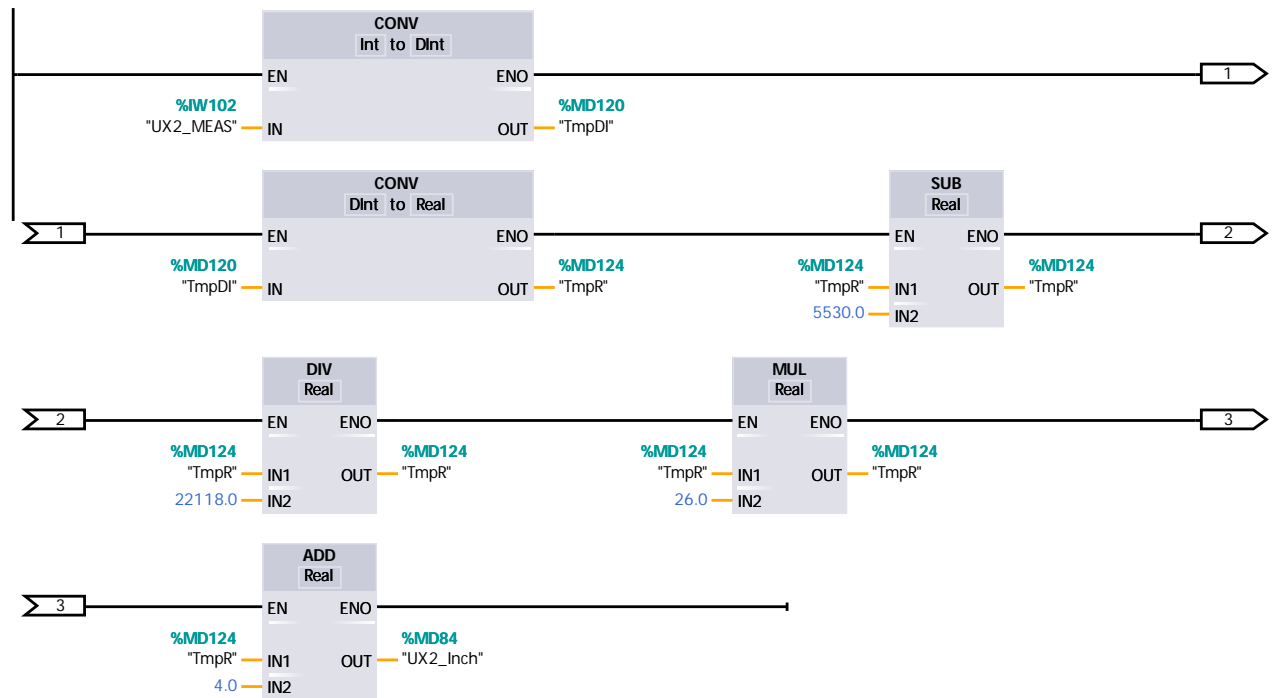 CONV
Int to DInt
EN ENO
1
%IW102 %MD120
"UX2_MEAS" IN OUT "TmpDI"
CONV SUB
DInt to Real Real
1 EN ENO EN ENO 2
%MD120 %MD124 %MD124 %MD124
"TmpDI" IN OUT "TmpR" "TmpR" IN1 OUT "TmpR"
5530.0 IN2
DIV MUL
Real Real
2 EN ENO EN ENO 3
%MD124 %MD124 %MD124 %MD124
"TmpR" IN1 OUT "TmpR" "TmpR" IN1 OUT "TmpR"
22118.0 IN2 26.0 IN2
ADD
Real
3 EN ENO
%MD124 %MD84
"TmpR" IN1 OUT "UX2_Inch"
4.0 IN2